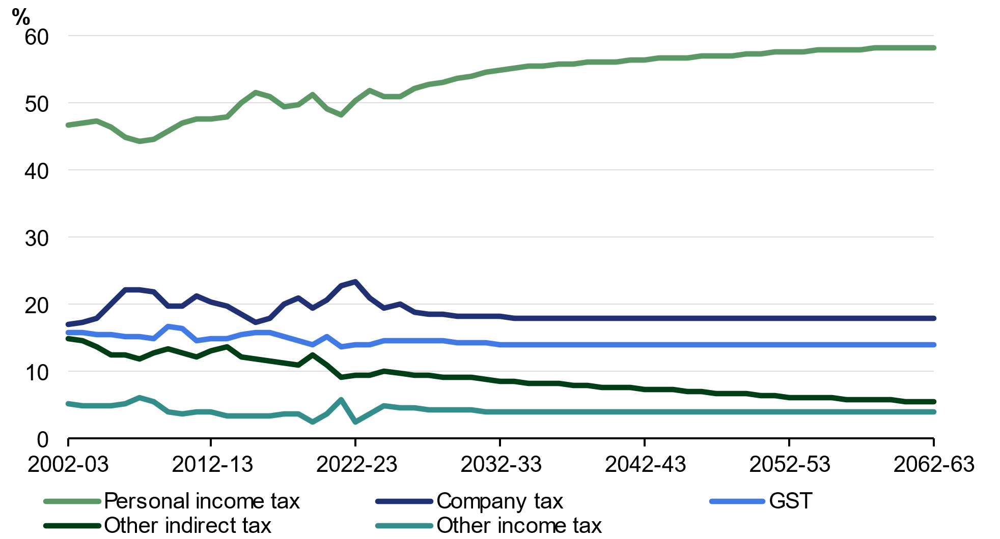 %
60
50
40
30
20
10
0
2002-03 2012-13 2022-23 2032-33 2042-43 2052-53 2062-63
Personal income tax Company tax GST
Other indirect tax Other income tax